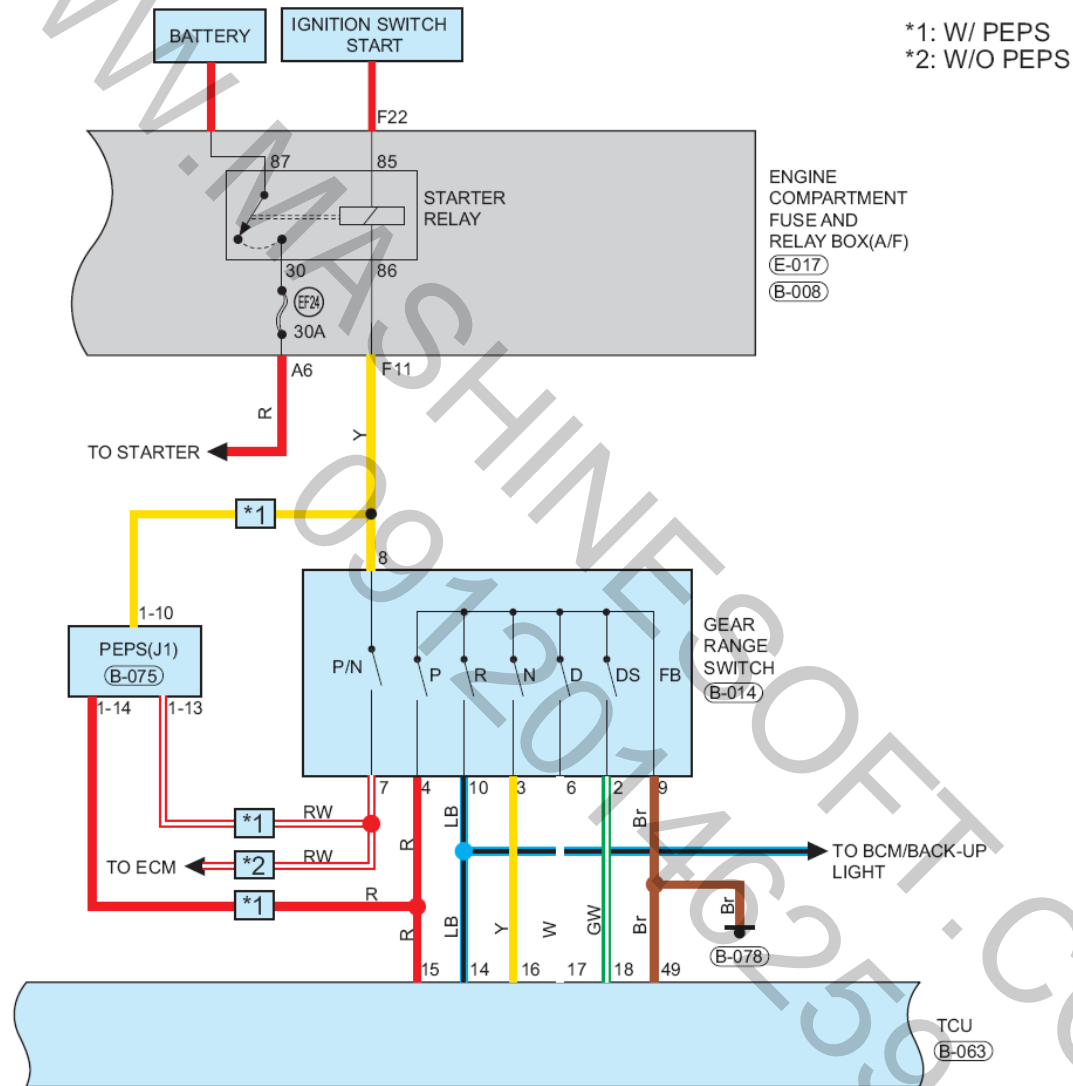 BATTERY
IGNITION SWITCH
START
*1: W/ PEPS
*2: W/O PEPS
F22
87
85
STARTER
RELAY
ENGINE
COMPARTMENT
FUSE AND
RELAY BOX(A/F)
E-017
B-008
30
86
EF24
30A
A6
F11
R
Y
TO STARTER
*1
8
1-10
PEPS(J1)
B-075
1-14
1-13
P/N
P
R
N
D
DS
FB
GEAR
RANGE
SWITCH
B-014
7
4
10
3
6
2
9
*1
RW
R
LB
Br
TO ECM
*2
RW
TO BCM/BACK-UP
LIGHT
*1
R
R
LB
Y
W
GW
Br
Br
B-078
15
14
16
17
18
49
TCU
B-063
WWW.MASHINESOFT.CO
09120146259